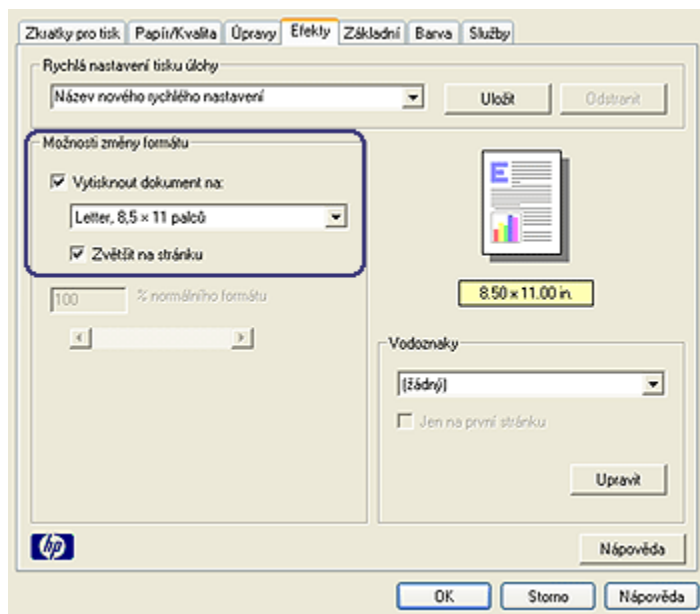 Zkratky pro tisk Papír/Kvalita Úpravy Efekty Základní Barva Služby
Rychlá nastavení tisku úlohy
Název nového rychlého nastavení Uložit Odstranit
Možnosti změny formátu
Vytisknout dokument na:
Letter, 8,5 × 11 palců
Zvětšit na stránku
100 % normálního formátu
E
8.50 × 11.00 in.
Vodoznaky
(žádný)
Jen na první stránku
Upravit
hp
Nápověda
OK Storno Nápověda